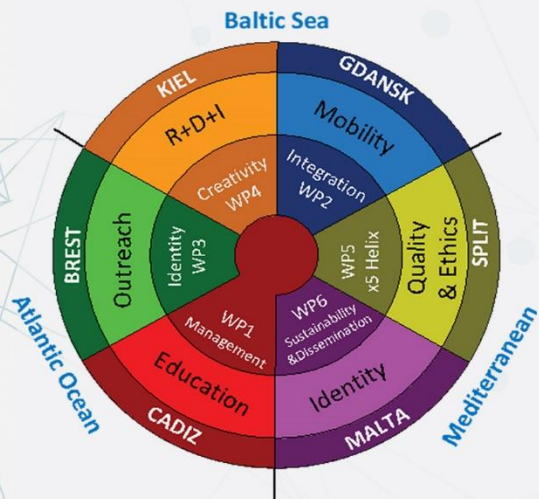 Baltic Sea
KIEL
R+D+I
Creativity
WP4
GDANSK
Mobility
Integration
WP2
SPLIT
Quality
& Ethics
WP5
x5 Helix
Mediterranean
MALTA
Identity
WP6
Sustainability
&Dissemination
CADIZ
Education
WP1
Management
Atlantic Ocean
BREST
Outreach
Identity
WP3